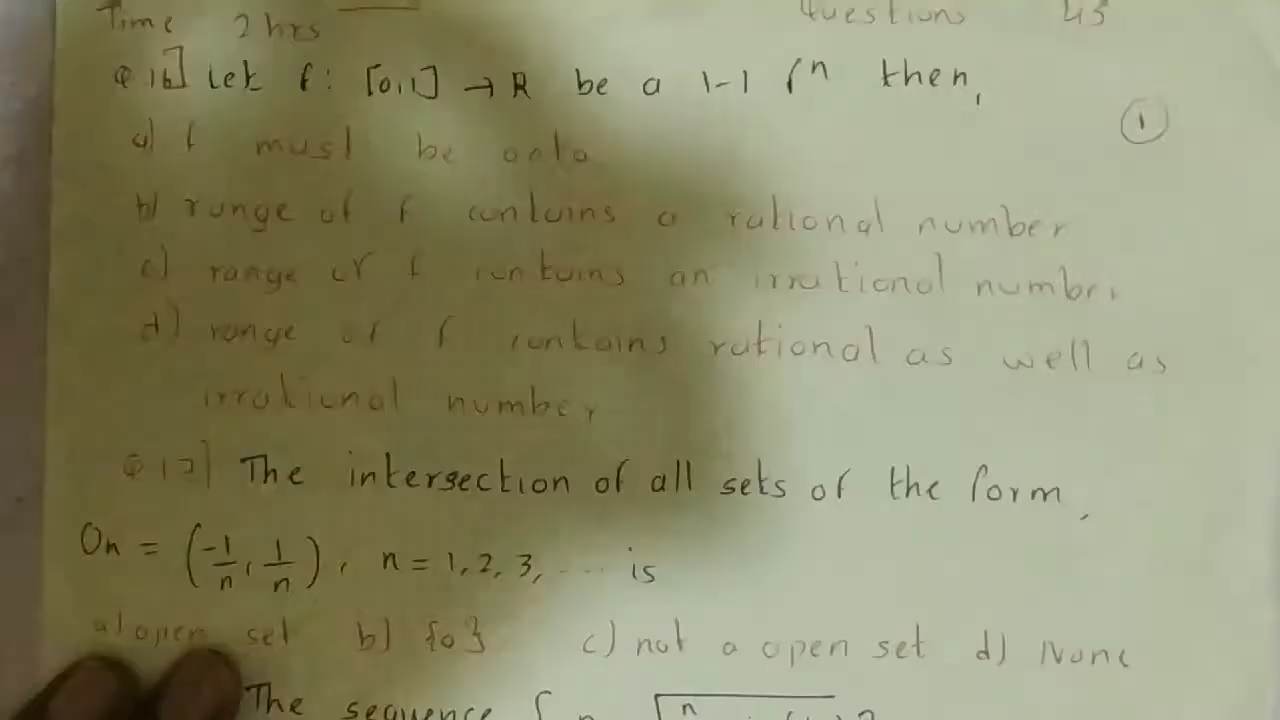 Time 2 hrs Questions 45
Q 16] Let f: [0,1] → R be a 1-1 fⁿ then,
①
a) f must be onto
b) range of f contains a rational number
c) range of f contains an irrational number
d) range of f contains rational as well as
irrational number
Q 17] The intersection of all sets of the form,
On = (-1/n, 1/n), n = 1, 2, 3, .... is
a) open set b) {0} c) not a open set d) None
The sequence